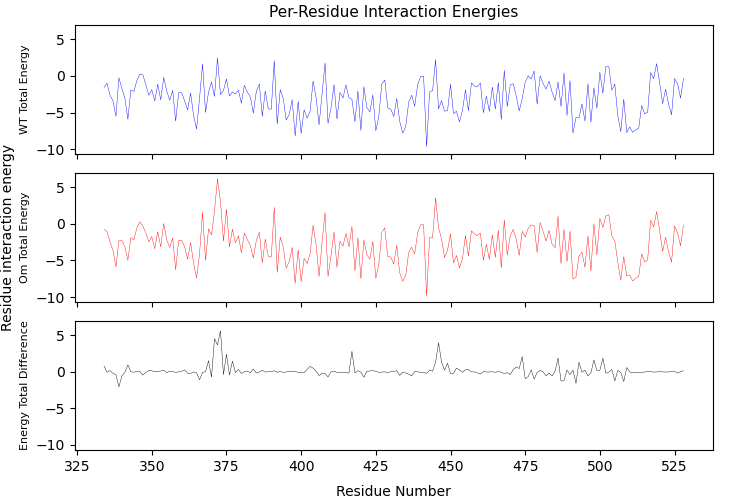 Per-Residue Interaction Energies
Residue interaction energy
WT Total Energy
5
0
−5
−10
Om Total Energy
5
0
−5
−10
Energy Total Difference
5
0
−5
−10
325 350 375 400 425 450 475 500 525
Residue Number